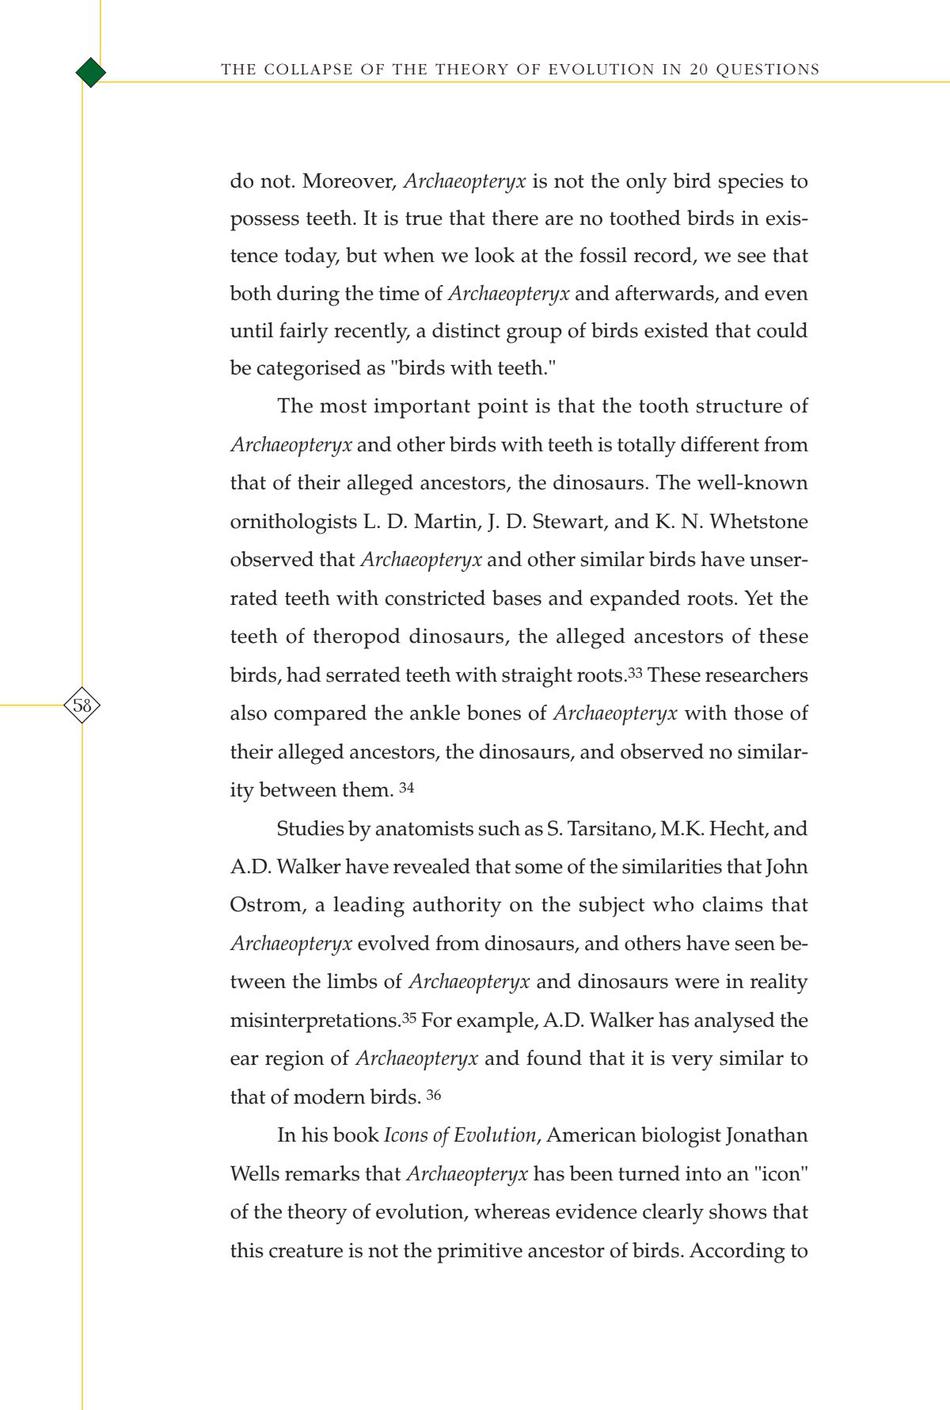 THE COLLAPSE OF THE THEORY OF EVOLUTION IN 20 QUESTIONS
do not. Moreover, Archaeopteryx is not the only bird species to
possess teeth. It is true that there are no toothed birds in exis-
tence today, but when we look at the fossil record, we see that
both during the time of Archaeopteryx and afterwards, and even
until fairly recently, a distinct group of birds existed that could
be categorised as "birds with teeth."
The most important point is that the tooth structure of
Archaeopteryx and other birds with teeth is totally different from
that of their alleged ancestors, the dinosaurs. The well-known
ornithologists L. D. Martin, J. D. Stewart, and K. N. Whetstone
observed that Archaeopteryx and other similar birds have unser-
rated teeth with constricted bases and expanded roots. Yet the
teeth of theropod dinosaurs, the alleged ancestors of these
birds, had serrated teeth with straight roots.33 These researchers
also compared the ankle bones of Archaeopteryx with those of
their alleged ancestors, the dinosaurs, and observed no similar-
ity between them. 34
Studies by anatomists such as S. Tarsitano, M.K. Hecht, and
A.D. Walker have revealed that some of the similarities that John
Ostrom, a leading authority on the subject who claims that
Archaeopteryx evolved from dinosaurs, and others have seen be-
tween the limbs of Archaeopteryx and dinosaurs were in reality
misinterpretations.35 For example, A.D. Walker has analysed the
ear region of Archaeopteryx and found that it is very similar to
that of modern birds. 36
In his book Icons of Evolution, American biologist Jonathan
Wells remarks that Archaeopteryx has been turned into an "icon"
of the theory of evolution, whereas evidence clearly shows that
this creature is not the primitive ancestor of birds. According to
58